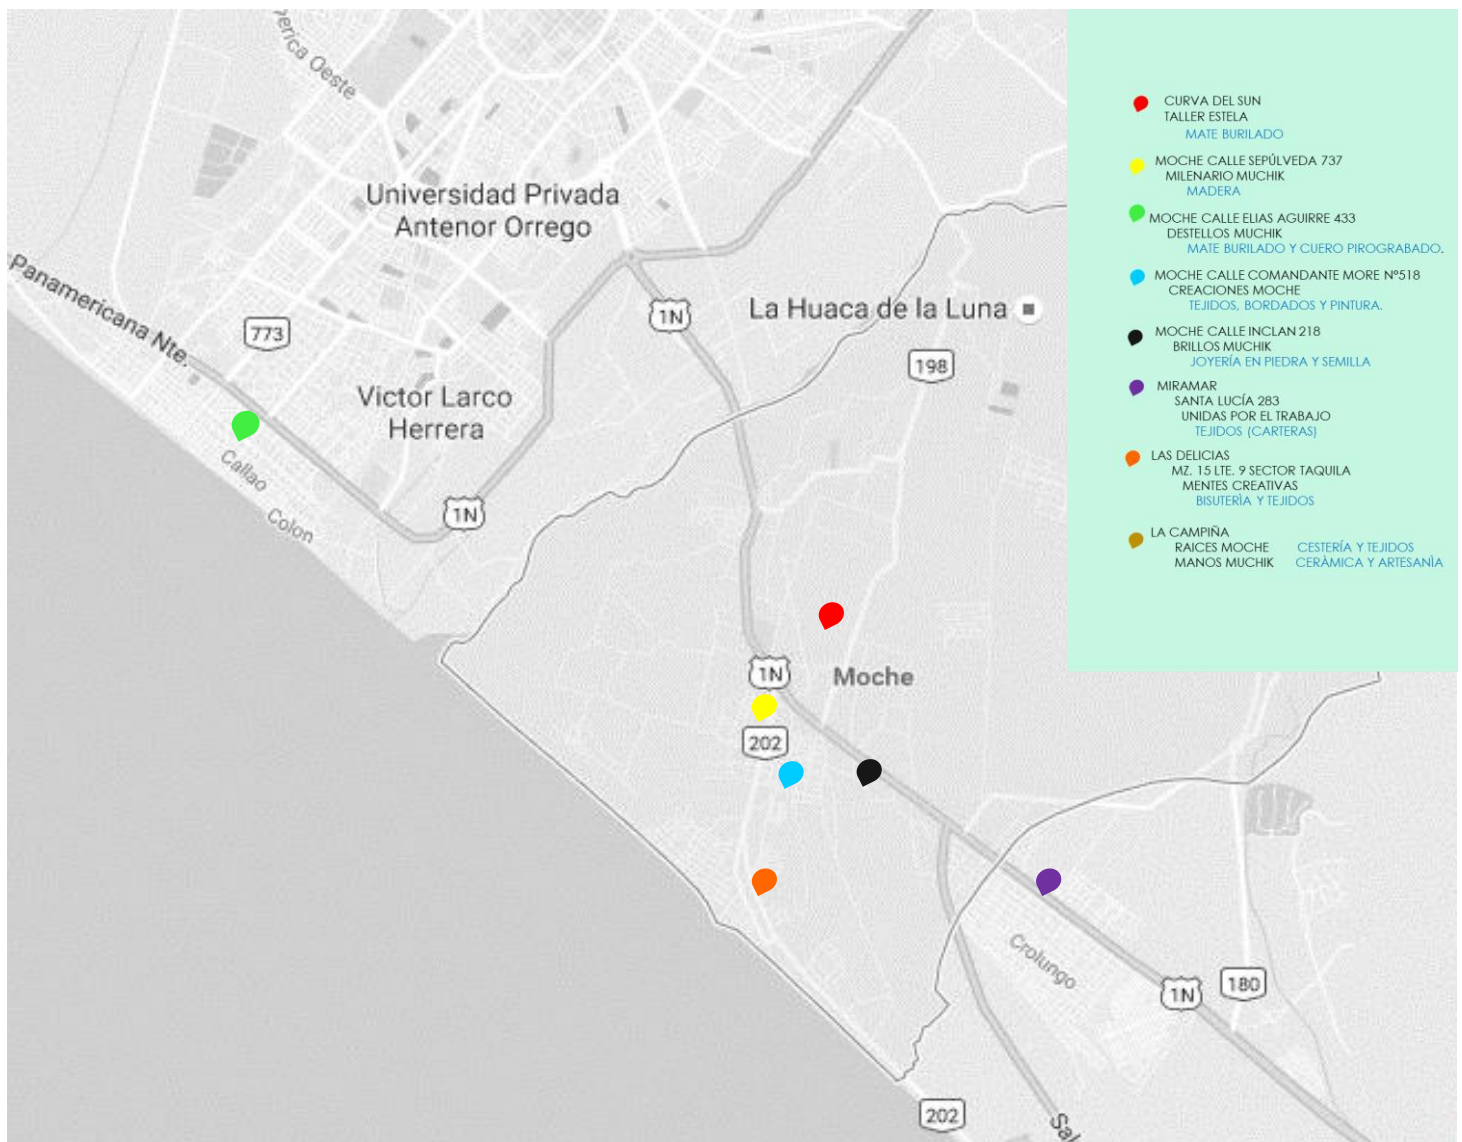 Perica Oeste
Universidad Privada
Antenor Orrego
Panamericana Nte.
773
1N
La Huaca de la Luna
198
Victor Larco
Herrera
Callao
Colon
1N
1N
Moche
202
Crolungo
1N
180
202
CURVA DEL SUN
TALLER ESTELA
MATE BURILADO
MOCHE CALLE SEPÚLVEDA 737
MILENARIO MUCHIK
MADERA
MOCHE CALLE ELIAS AGUIRRE 433
DESTELLOS MUCHIK
MATE BURILADO Y CUERO PIROGRABADO.
MOCHE CALLE COMANDANTE MORE Nº518
CREACIONES MOCHE
TEJIDOS, BORDADOS Y PINTURA.
MOCHE CALLE INCLAN 218
BRILLOS MUCHIK
JOYERÍA EN PIEDRA Y SEMILLA
MIRAMAR
SANTA LUCÍA 283
UNIDAS POR EL TRABAJO
TEJIDOS (CARTERAS)
LAS DELICIAS
MZ. 15 LTE. 9 SECTOR TAQUILA
MENTES CREATIVAS
BISUTERÌA Y TEJIDOS
LA CAMPIÑA
RAICES MOCHE CESTERÍA Y TEJIDOS
MANOS MUCHIK CERÀMICA Y ARTESANÌA